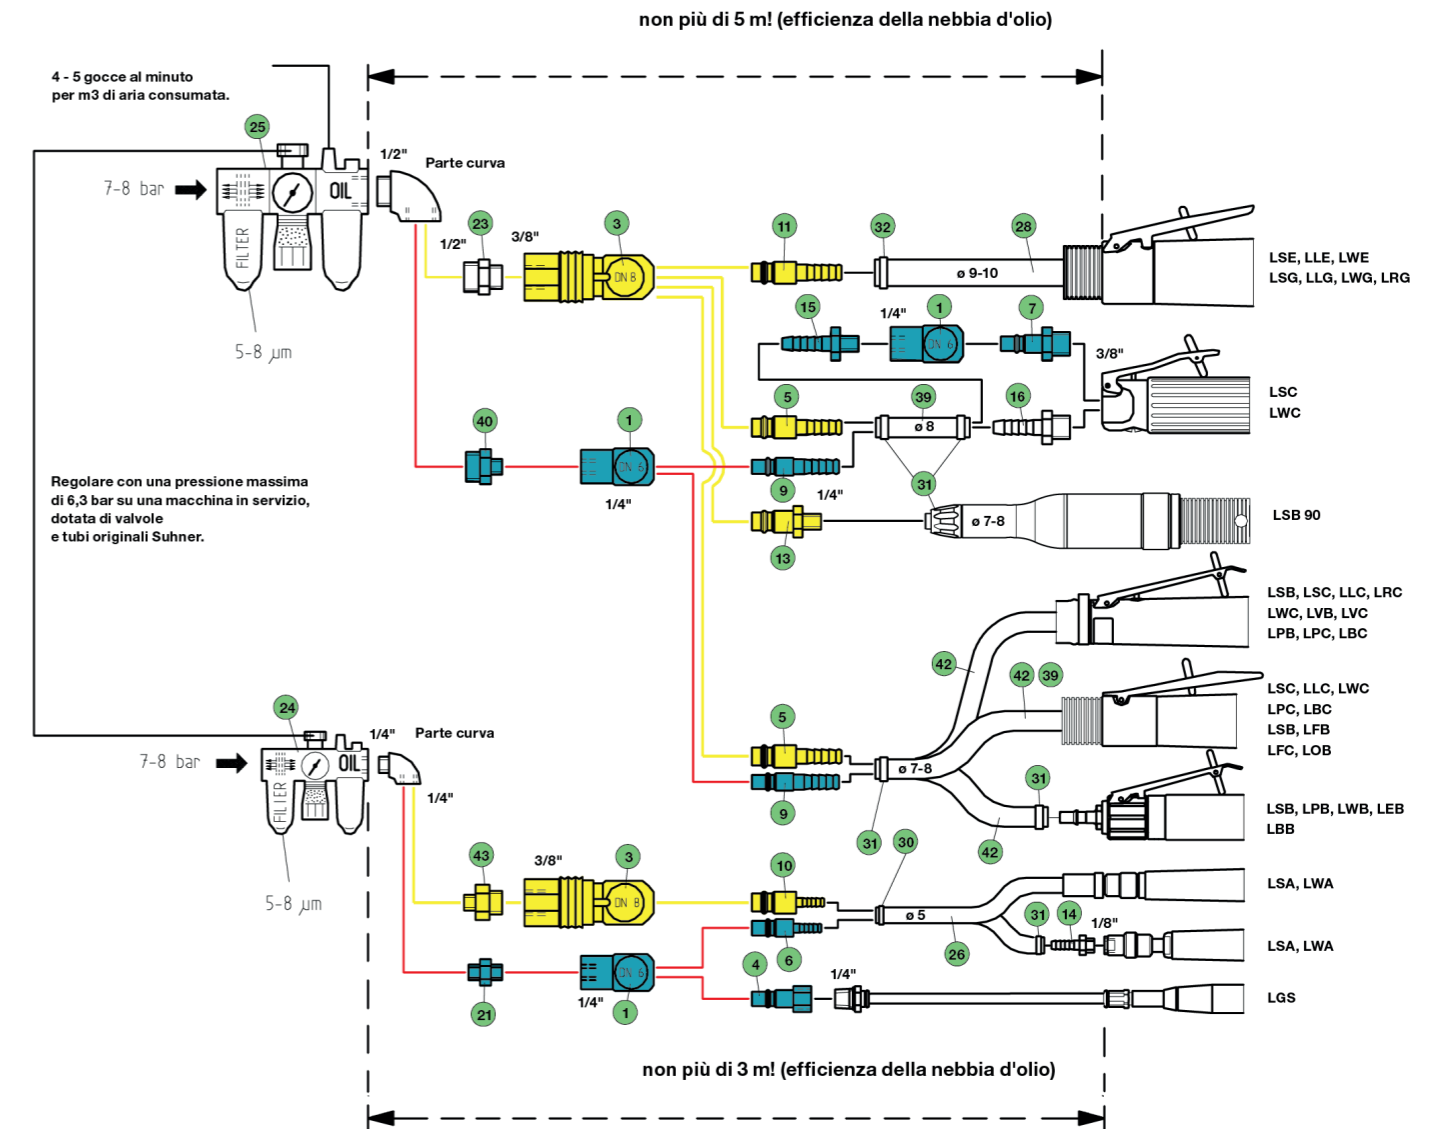 non più di 5 m! (efficienza della nebbia d'olio)
4 - 5 gocce al minuto
per m3 di aria consumata.
25
1/2"
Parte curva
7-8 bar
OIL
FILTER
5-8 µm
23
1/2"
3/8"
3
DN 8
11
32
28
ø 9-10
LSE, LLE, LWE
LSG, LLG, LWG, LRG
15
1/4"
1
DN 6
7
3/8"
5
39
ø 8
16
LSC
LWC
40
1
DN 6
1/4"
9
31
1/4"
13
ø 7-8
LSB 90
Regolare con una pressione massima
di 6,3 bar su una macchina in servizio,
dotata di valvole
e tubi originali Suhner.
42
LSB, LSC, LLC, LRC
LWC, LVB, LVC
LPB, LPC, LBC
42
39
LSC, LLC, LWC
LPC, LBC
LSB, LFB
LFC, LOB
5
ø 7-8
9
31
31
42
LSB, LPB, LWB, LEB
LBB
24
1/4"
Parte curva
7-8 bar
OIL
FILTER
1/4"
5-8 µm
43
3/8"
3
DN 8
10
30
ø 5
6
26
31
14
1/8"
LSA, LWA
LSA, LWA
21
1/4"
DN 6
1
4
1/4"
LGS
non più di 3 m! (efficienza della nebbia d'olio)